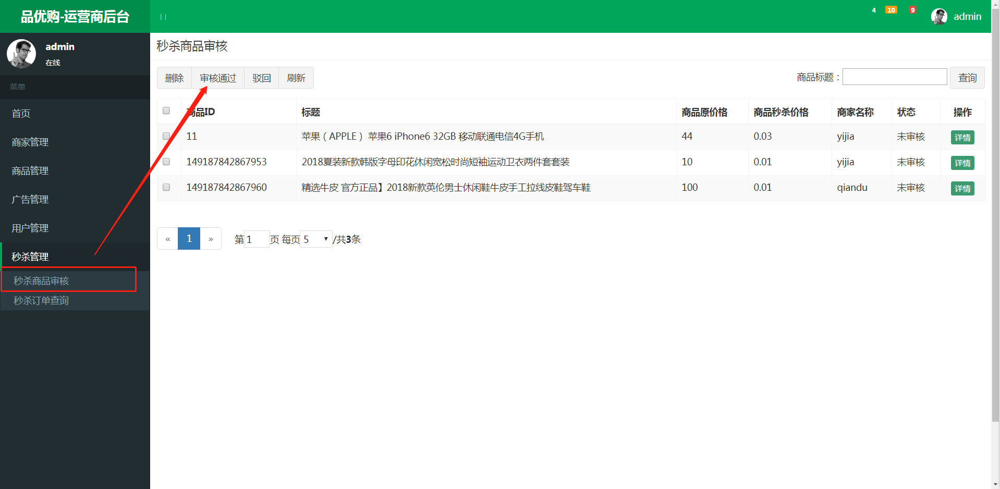 品优购-运营商后台
4 10 9 admin
admin
在线
菜单
首页
商家管理
商品管理
广告管理
用户管理
秒杀管理
秒杀商品审核
秒杀订单查询
秒杀商品审核
删除 审核通过 驳回 刷新 商品标题： 查询
商品ID 标题 商品原价格 商品秒杀价格 商家名称 状态 操作
11 苹果（APPLE） 苹果6 iPhone6 32GB 移动联通电信4G手机 44 0.03 yijia 未审核 详情
149187842867953 2018夏装新款韩版字母印花休闲宽松时尚短袖运动卫衣两件套套装 10 0.01 yijia 未审核 详情
149187842867960 精选牛皮 官方正品】2018新款英伦男士休闲鞋牛皮手工拉线皮鞋驾车鞋 100 0.01 qiandu 未审核 详情
« 1 » 第1页 每页5 /共3条